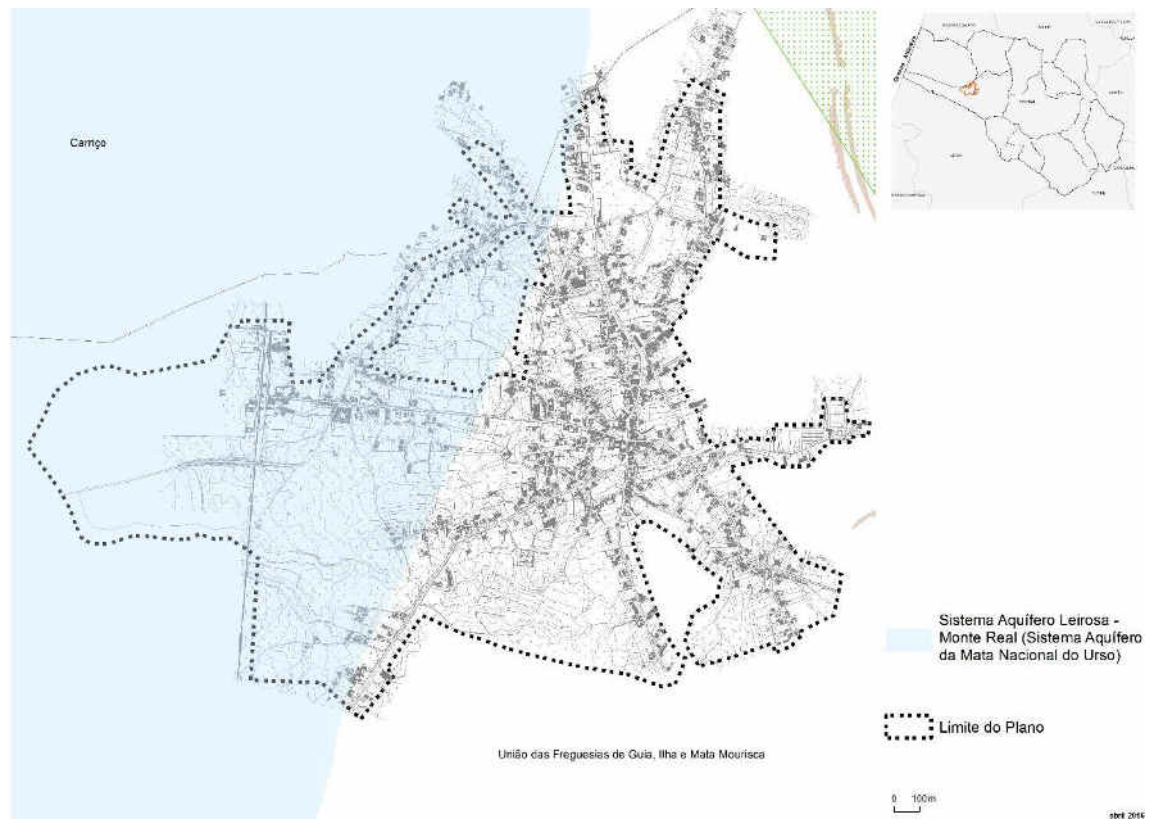 Carriço
Sistema Aquífero Leirosa -
Monte Real (Sistema Aquífero
da Mata Nacional do Urso)
Limite do Plano
União das Freguesias de Guia, Ilha e Mata Mourisca
0 100m
abril 2016